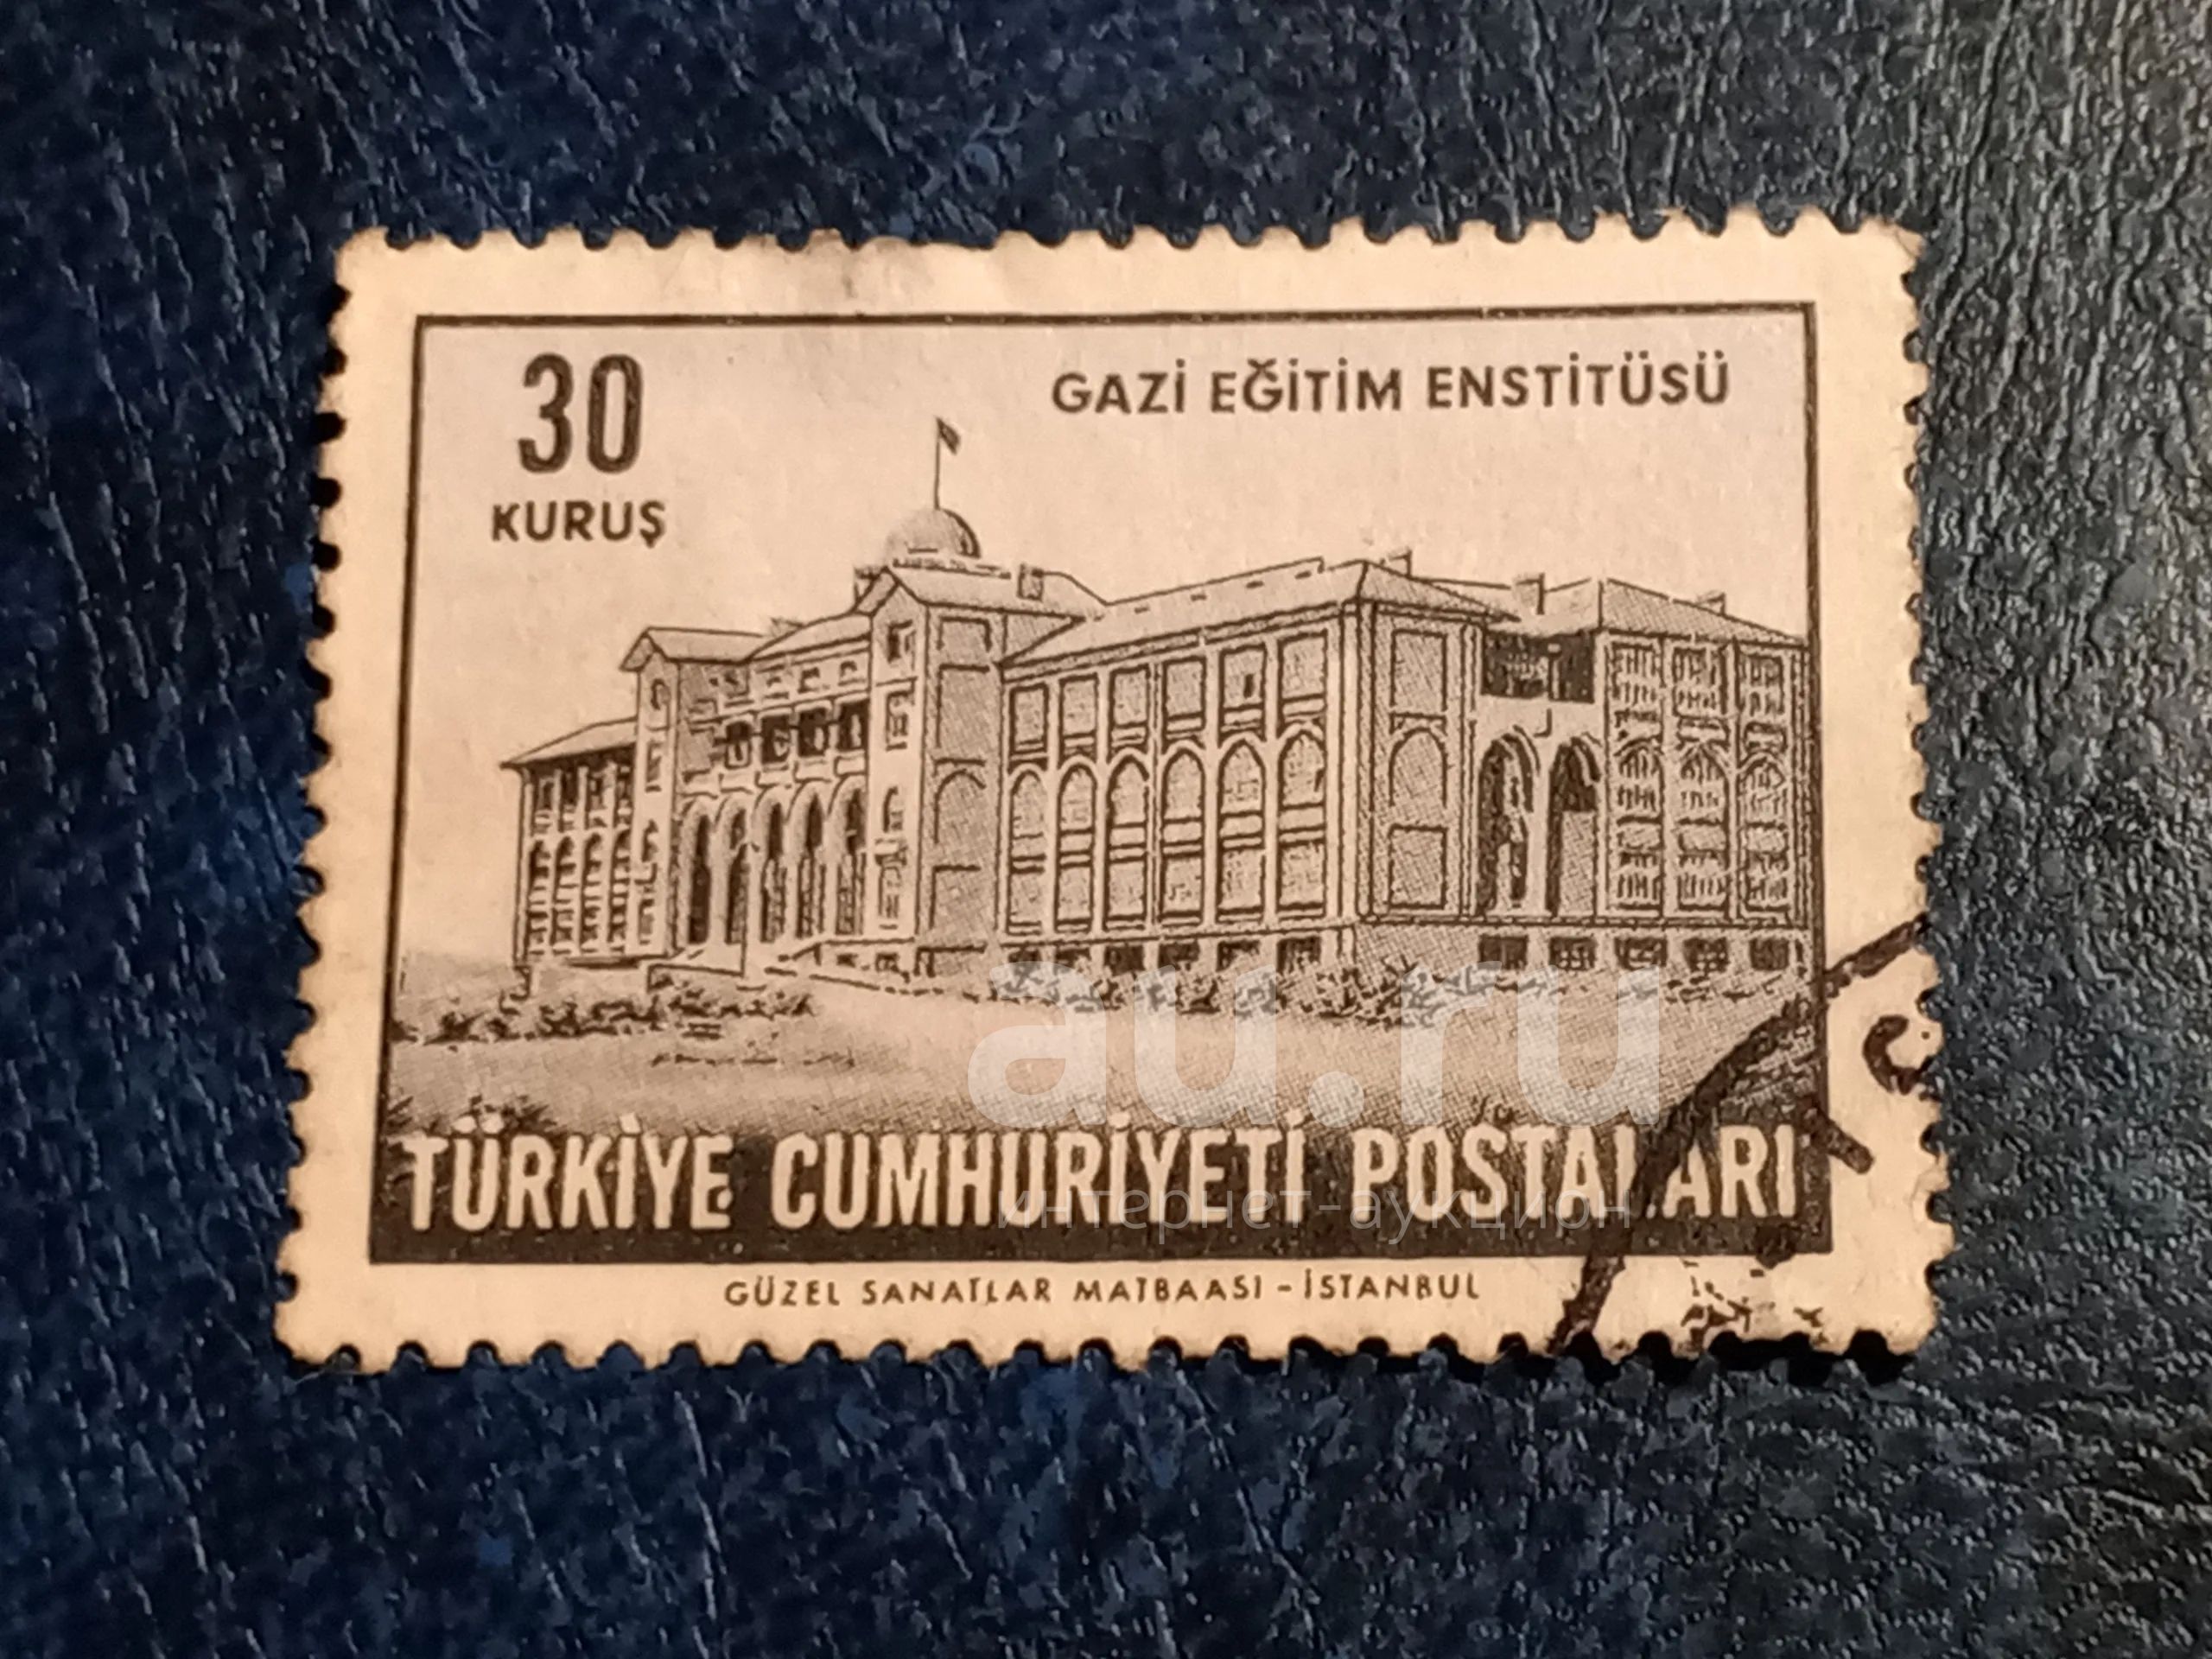 30
KURUŞ
GAZİ EĞİTİM ENSTİTÜSÜ
au.ru
TÜRKİYE CUMHURİYETİ POSTALARI
интернет-аукцион
GÜZEL SANATLAR MATBAASI - İSTANBUL